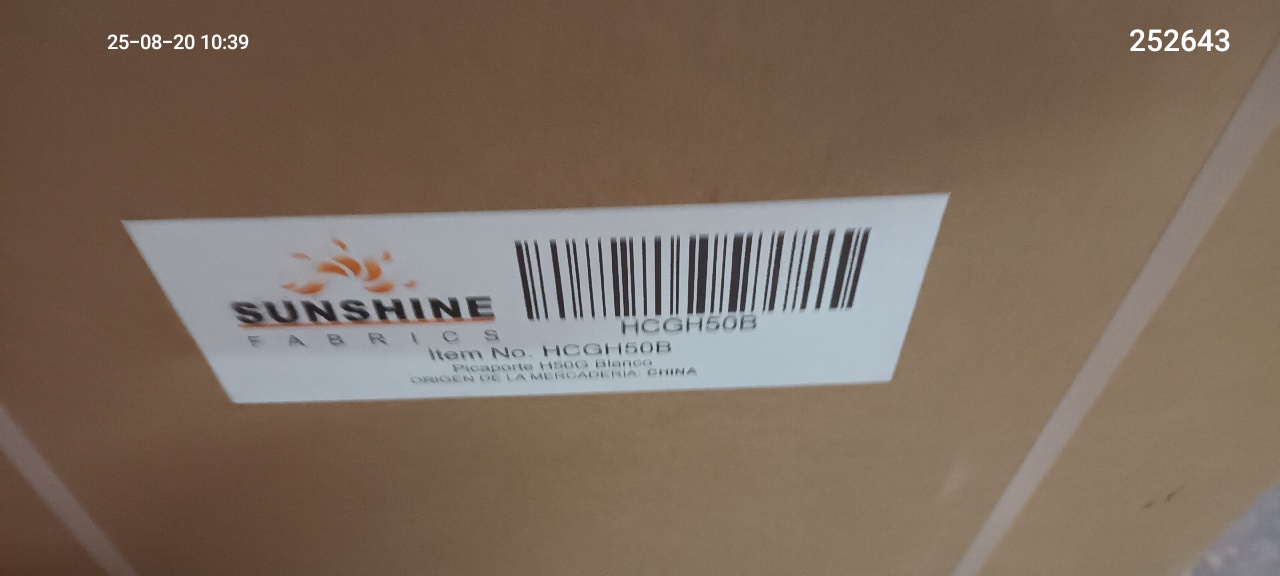 25-08-20 10:39
252643
SUNSHINE
FABRICS
HCGH50B
Item No. HCGH50B
Picaporte H50G Blanco
ORIGEN DE LA MERCADERIA: CHINA